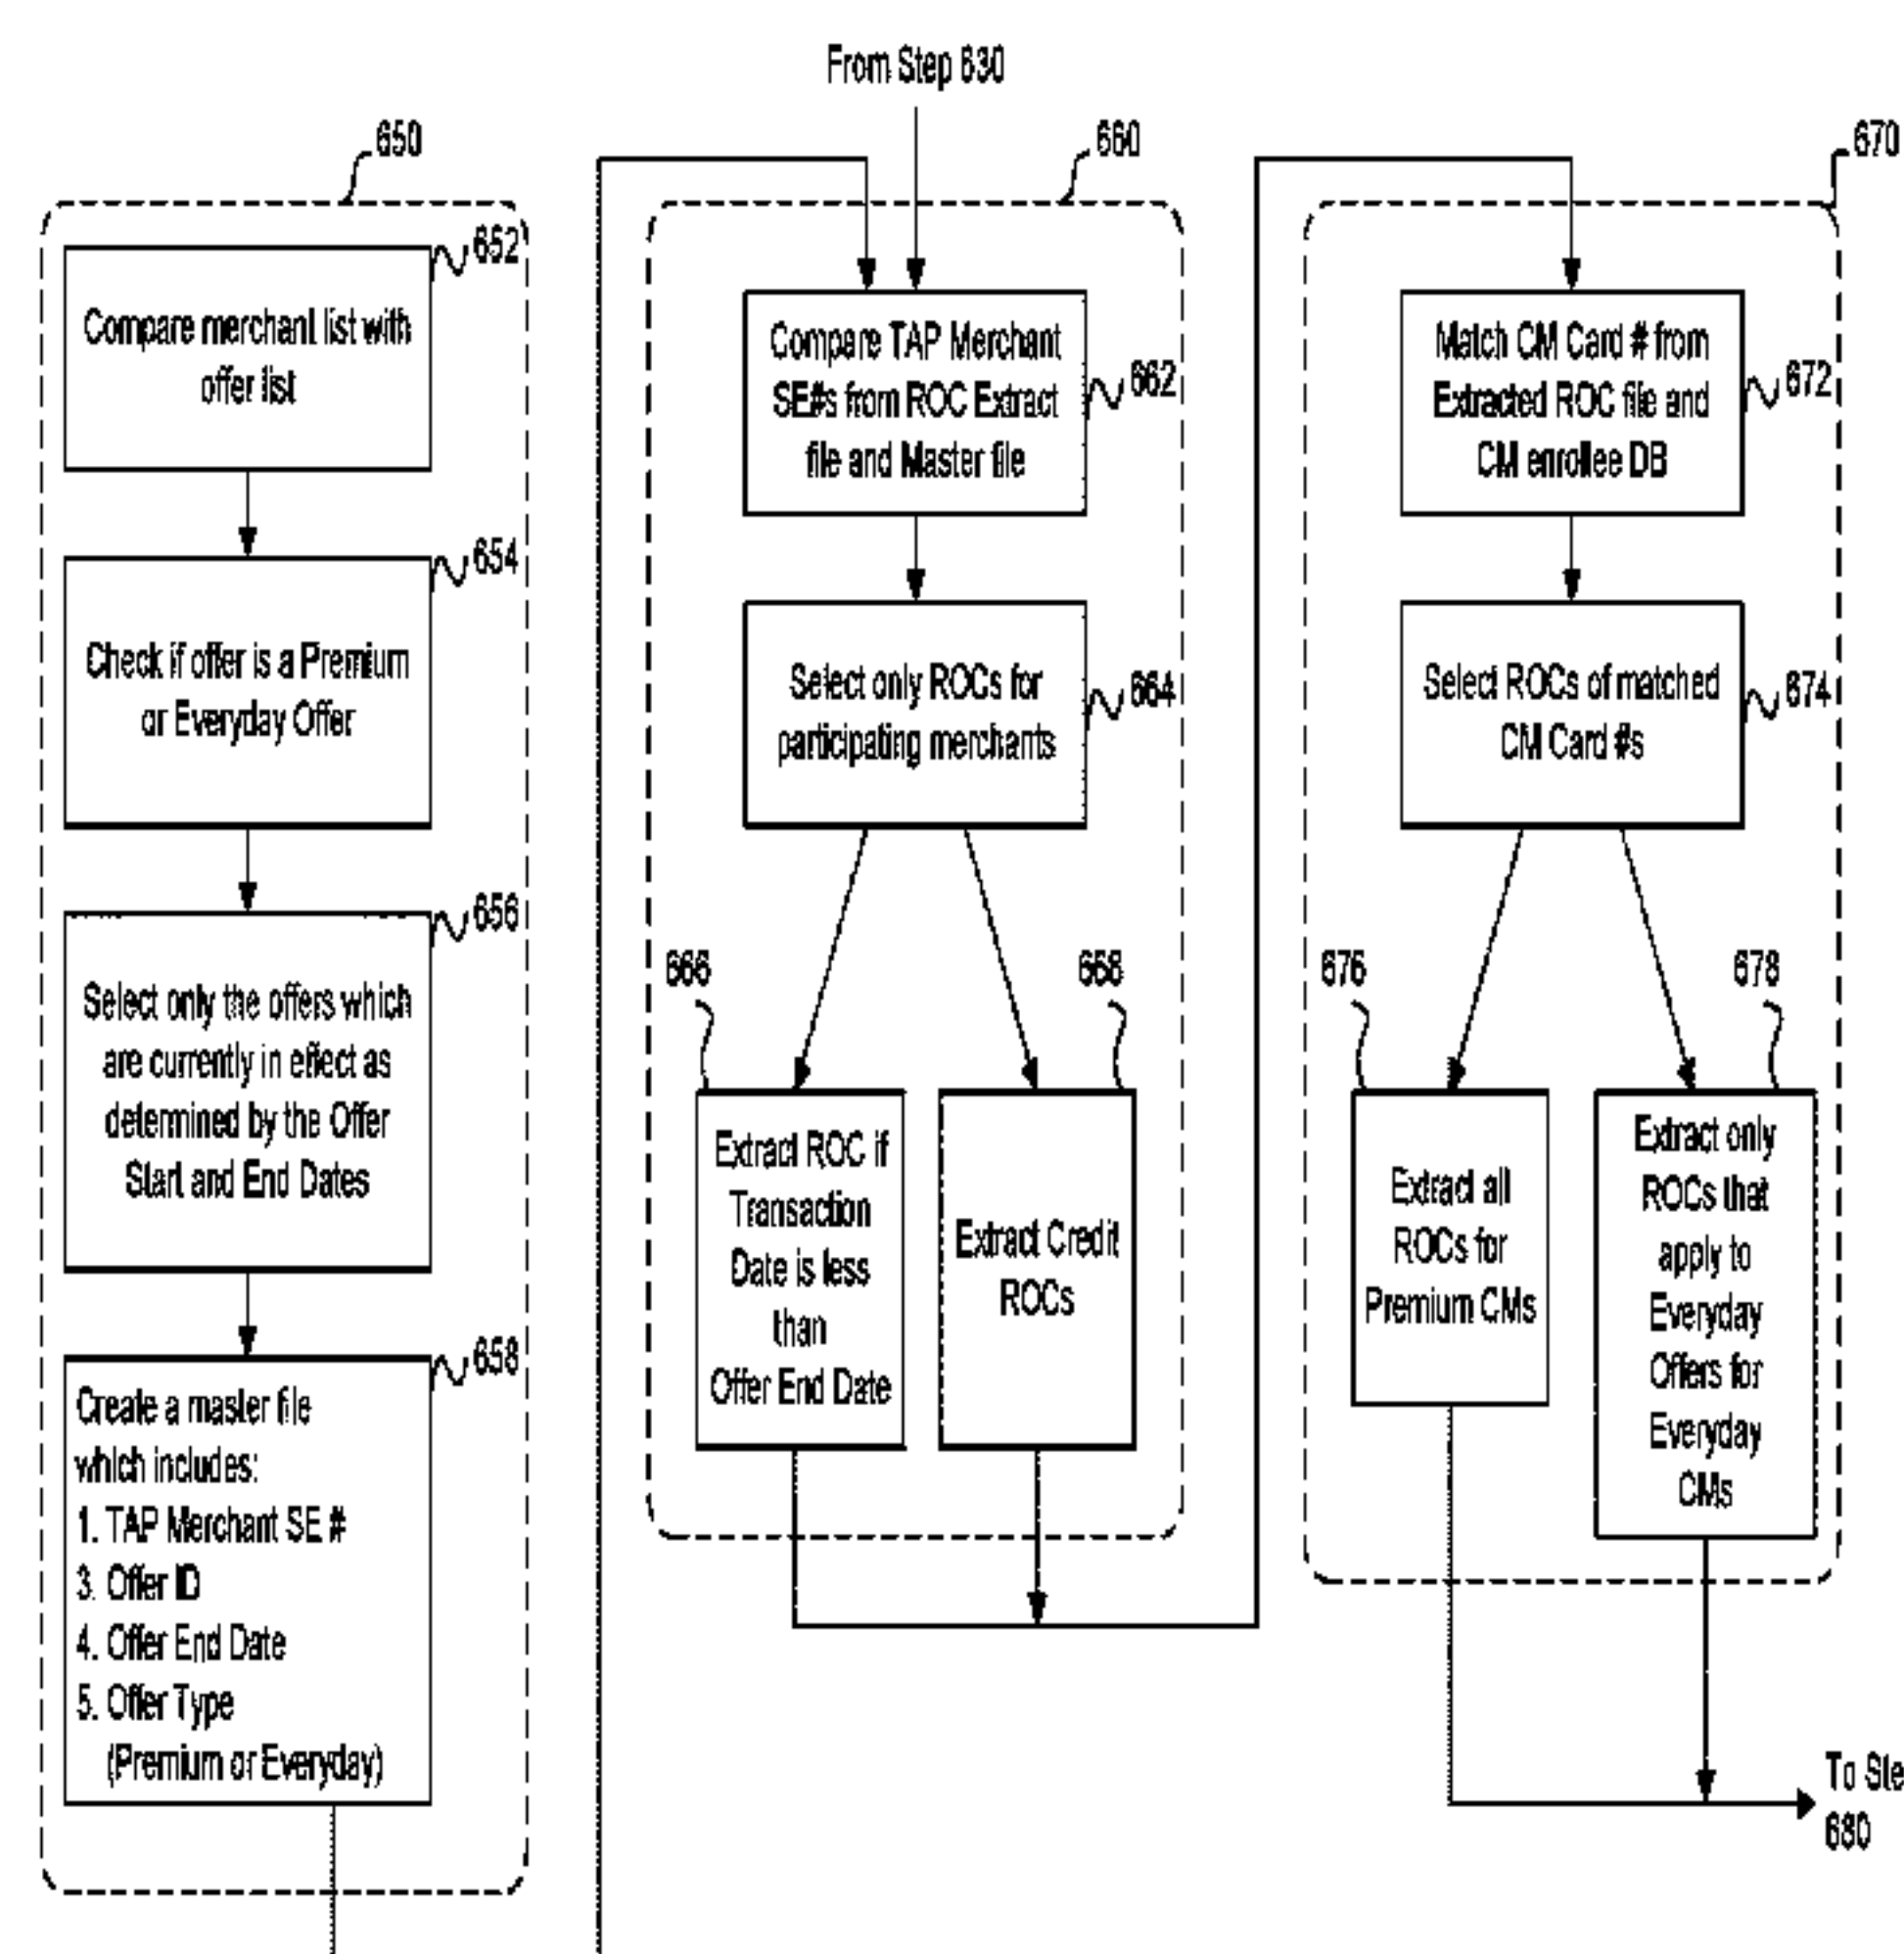 From Step 630
650
652
Compare merchant list with
offer list
654
Check if offer is a Premium
or Everyday Offer
656
Select only the offers which
are currently in effect as
determined by the Offer
Start and End Dates
658
Create a master file
which includes:
1. TAP Merchant SE #
3. Offer ID
4. Offer End Date
5. Offer Type
(Premium or Everyday)
660
Compare TAP Merchant
SE#s from ROC Extract
file and Master file
662
Select only ROCs for
participating merchants
664
666
Extract ROC if
Transaction
Date is less
than
Offer End Date
668
Extract Credit
ROCs
670
Match CM Card # from
Extracted ROC file and
CM enrollee DB
672
Select ROCs of matched
CM Card #s
674
676
Extract all
ROCs for
Premium CMs
678
Extract only
ROCs that
apply to
Everyday
Offers for
Everyday
CMs
To Ste
680